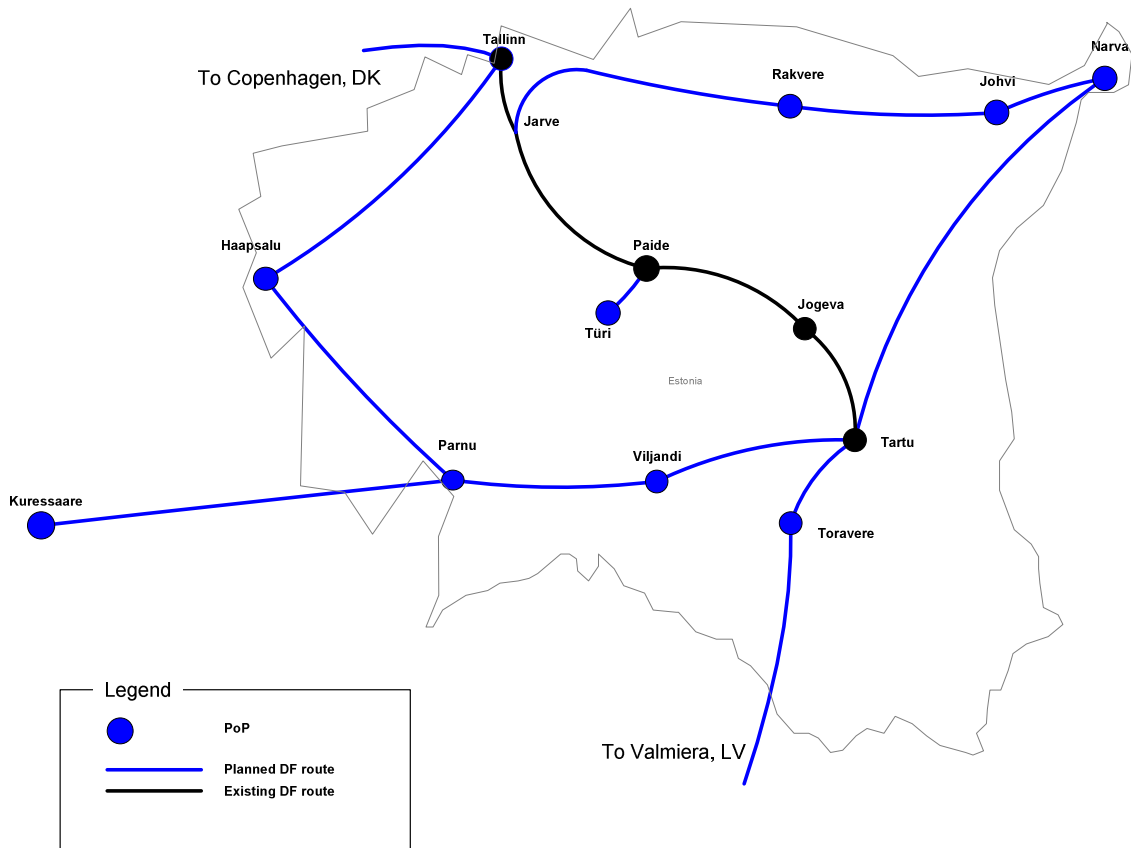 Tallinn
Narva
To Copenhagen, DK
Rakvere
Johvi
Jarve
Haapsalu
Paide
Jogeva
Türi
Estonia
Parnu
Viljandi
Tartu
Kuressaare
Toravere
Legend
PoP
To Valmiera, LV
Planned DF route
Existing DF route